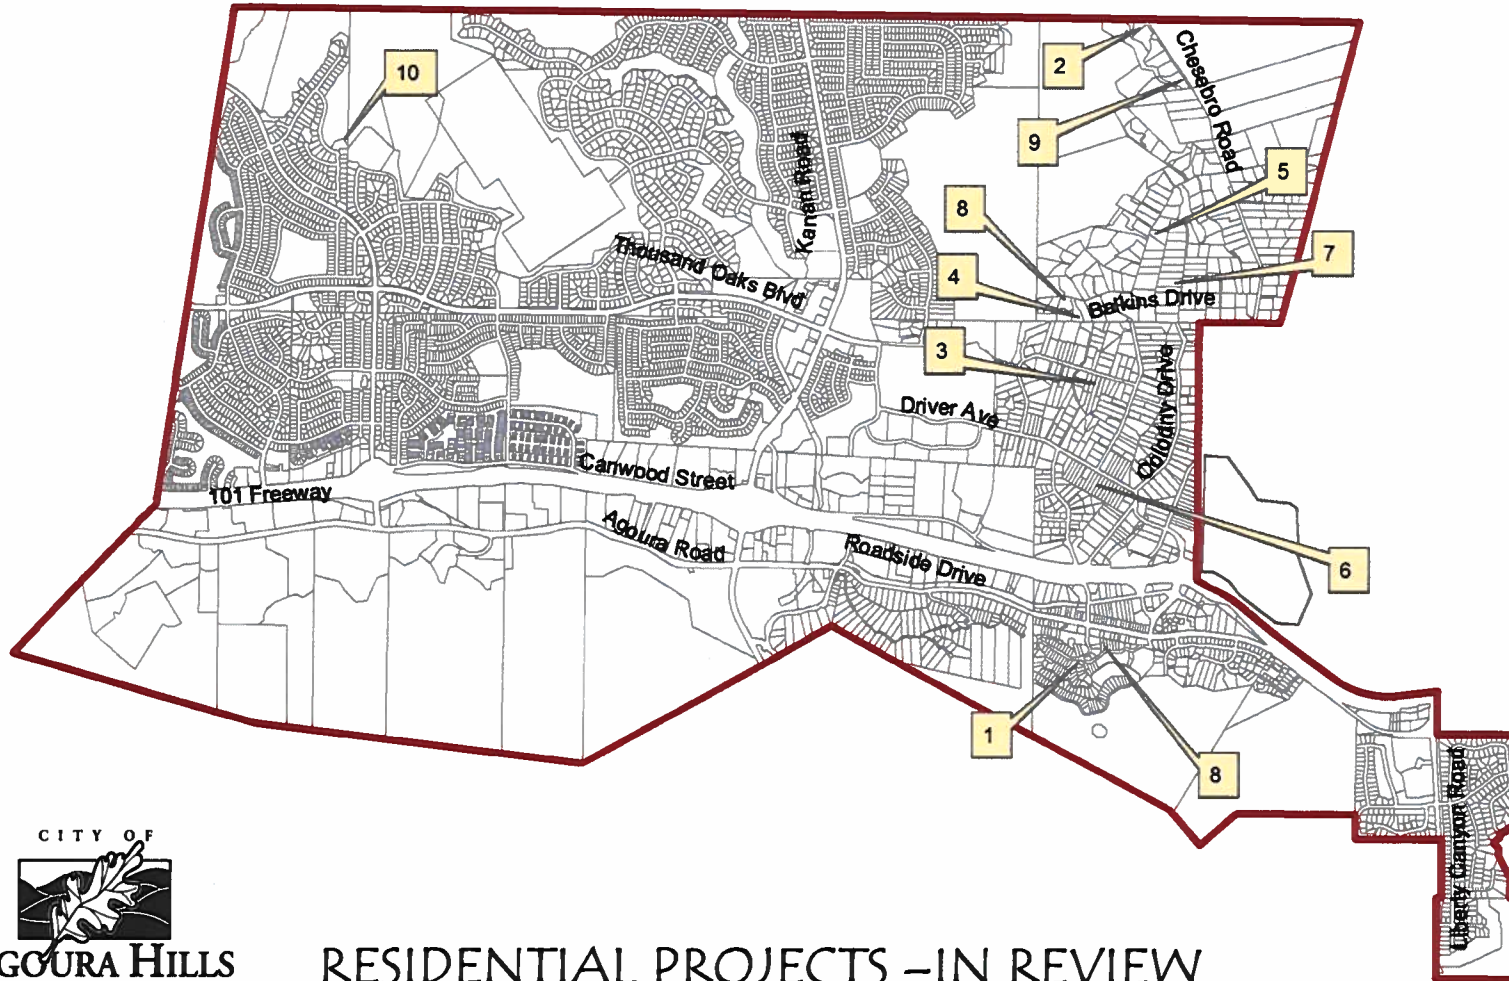 2
Chesebro Road
10
9
Kanan Road
5
8
Thousand Oaks Blvd
7
4
Balkins Drive
3
Colodny Drive
Driver Ave
Canwood Street
101 Freeway
Agoura Road
Roadside Drive
6
1
8
Liberty Canyon Road
CITY OF
GOURA HILLS
RESIDENTIAL PROJECTS –IN REVIEW